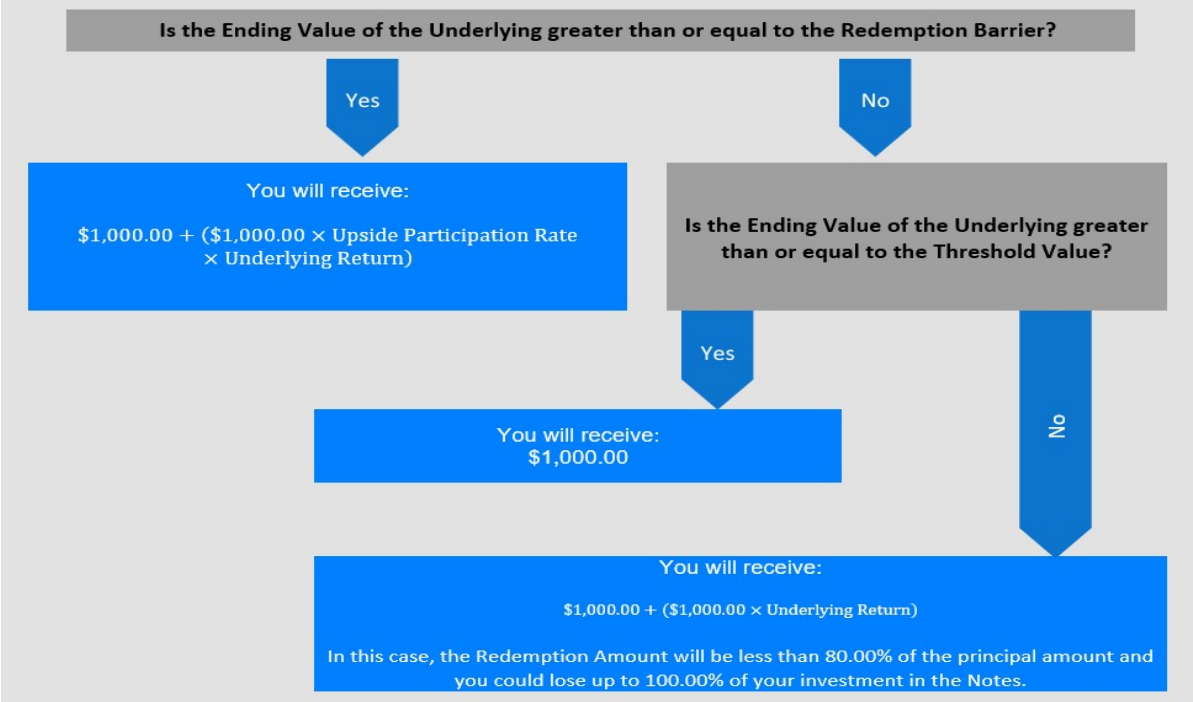 Is the Ending Value of the Underlying greater than or equal to the Redemption Barrier?
Yes
No
You will receive:
$1,000.00 + ($1,000.00 × Upside Participation Rate
× Underlying Return)
Is the Ending Value of the Underlying greater
than or equal to the Threshold Value?
Yes
No
You will receive:
$1,000.00
You will receive:
$1,000.00 + ($1,000.00 × Underlying Return)
In this case, the Redemption Amount will be less than 80.00% of the principal amount and
you could lose up to 100.00% of your investment in the Notes.